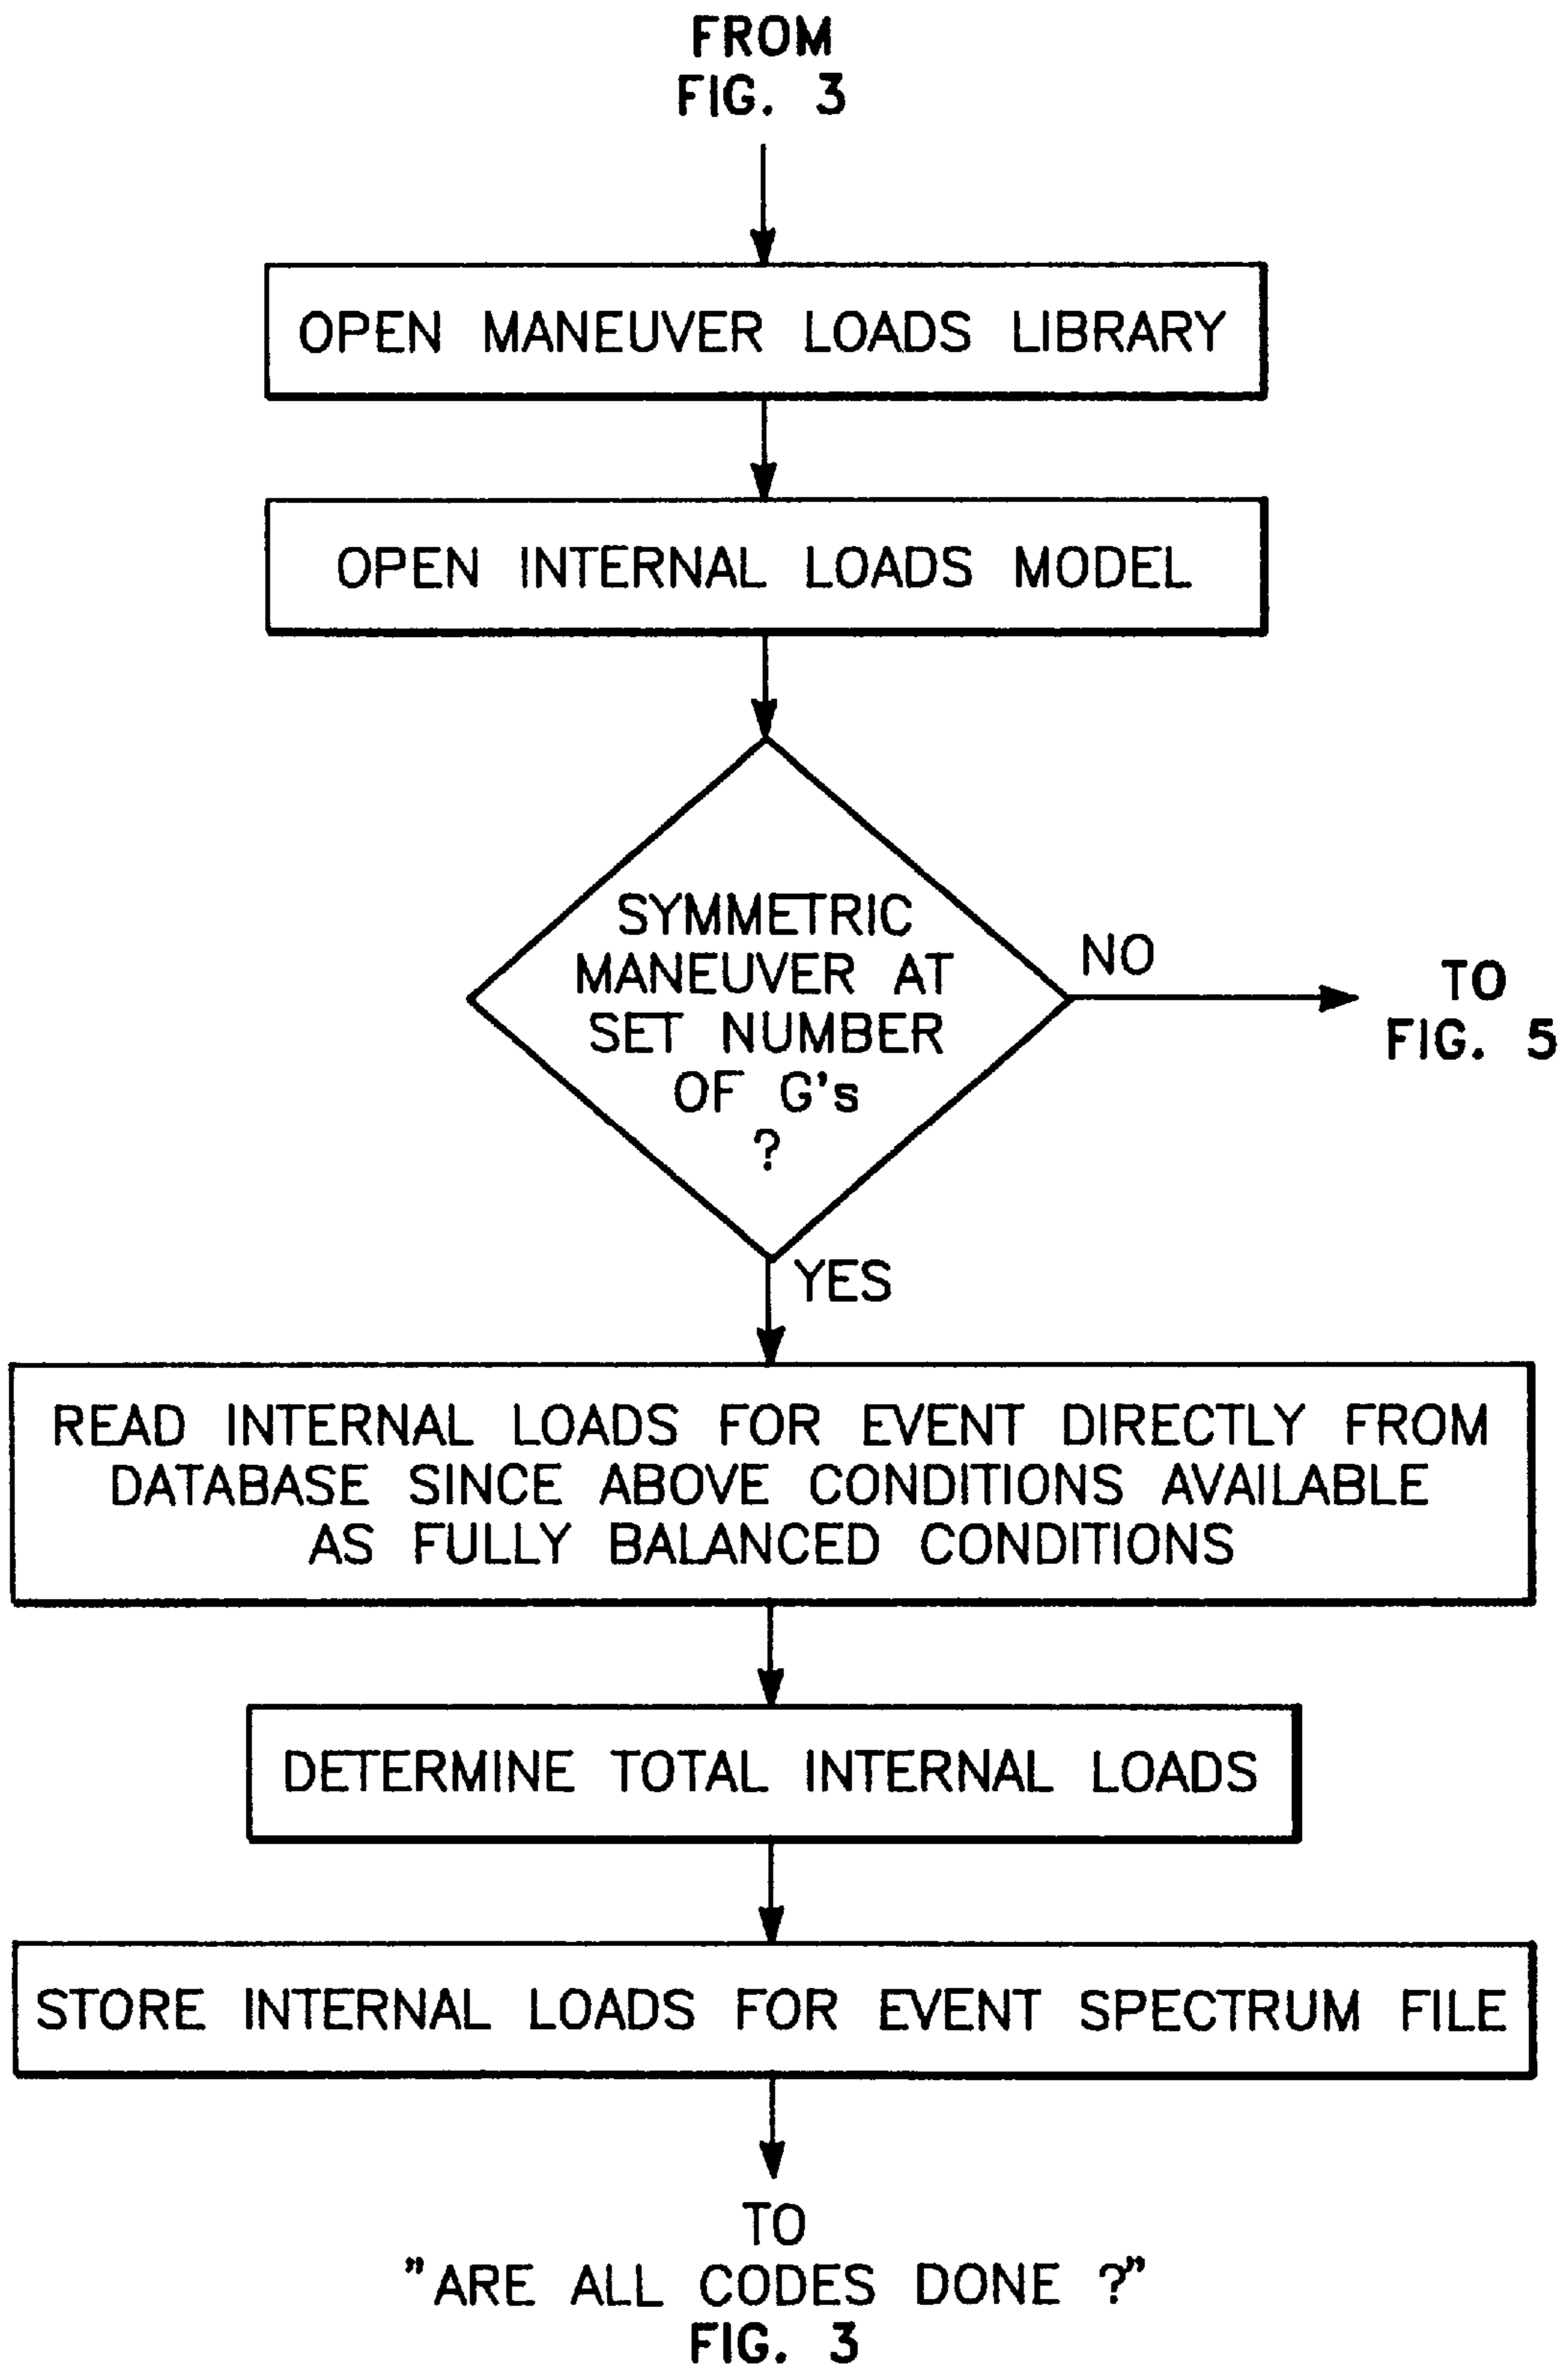 FROM
FIG. 3
OPEN MANEUVER LOADS LIBRARY
OPEN INTERNAL LOADS MODEL
SYMMETRIC
MANEUVER AT
SET NUMBER
OF G's
?
NO
TO
FIG. 5
YES
READ INTERNAL LOADS FOR EVENT DIRECTLY FROM
DATABASE SINCE ABOVE CONDITIONS AVAILABLE
AS FULLY BALANCED CONDITIONS
DETERMINE TOTAL INTERNAL LOADS
STORE INTERNAL LOADS FOR EVENT SPECTRUM FILE
TO
"ARE ALL CODES DONE ?"
FIG. 3